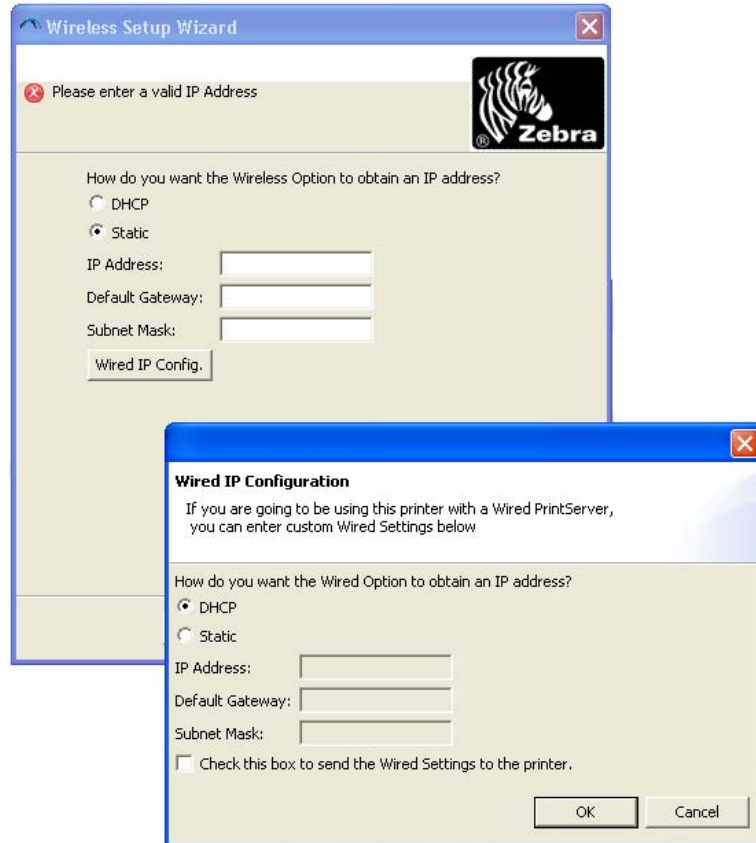 Wireless Setup Wizard
Please enter a valid IP Address
® Zebra
How do you want the Wireless Option to obtain an IP address?
DHCP
Static
IP Address:
Default Gateway:
Subnet Mask:
Wired IP Config.
Wired IP Configuration
If you are going to be using this printer with a Wired PrintServer,
you can enter custom Wired Settings below
How do you want the Wired Option to obtain an IP address?
DHCP
Static
IP Address:
Default Gateway:
Subnet Mask:
Check this box to send the Wired Settings to the printer.
OK Cancel